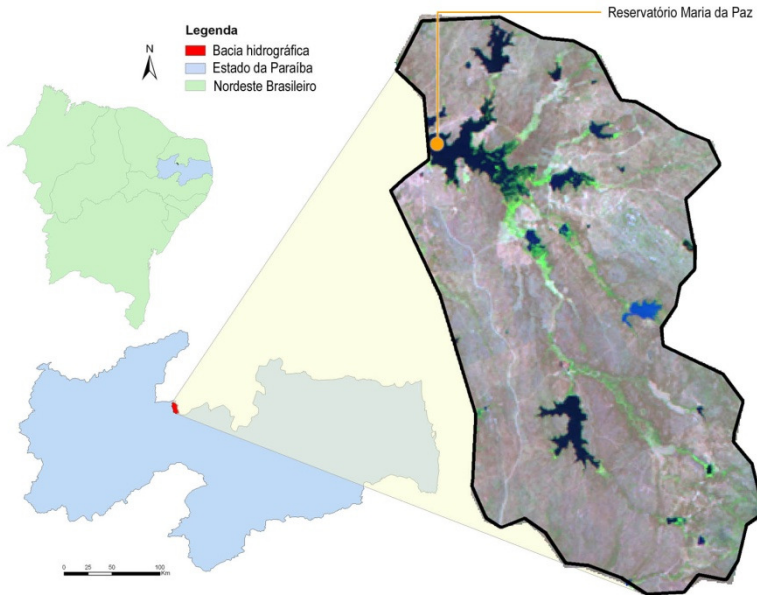 Reservatório Maria da Paz
Legenda
Bacia hidrográfica
Estado da Paraíba
Nordeste Brasileiro
N
0 25 50 100
Km